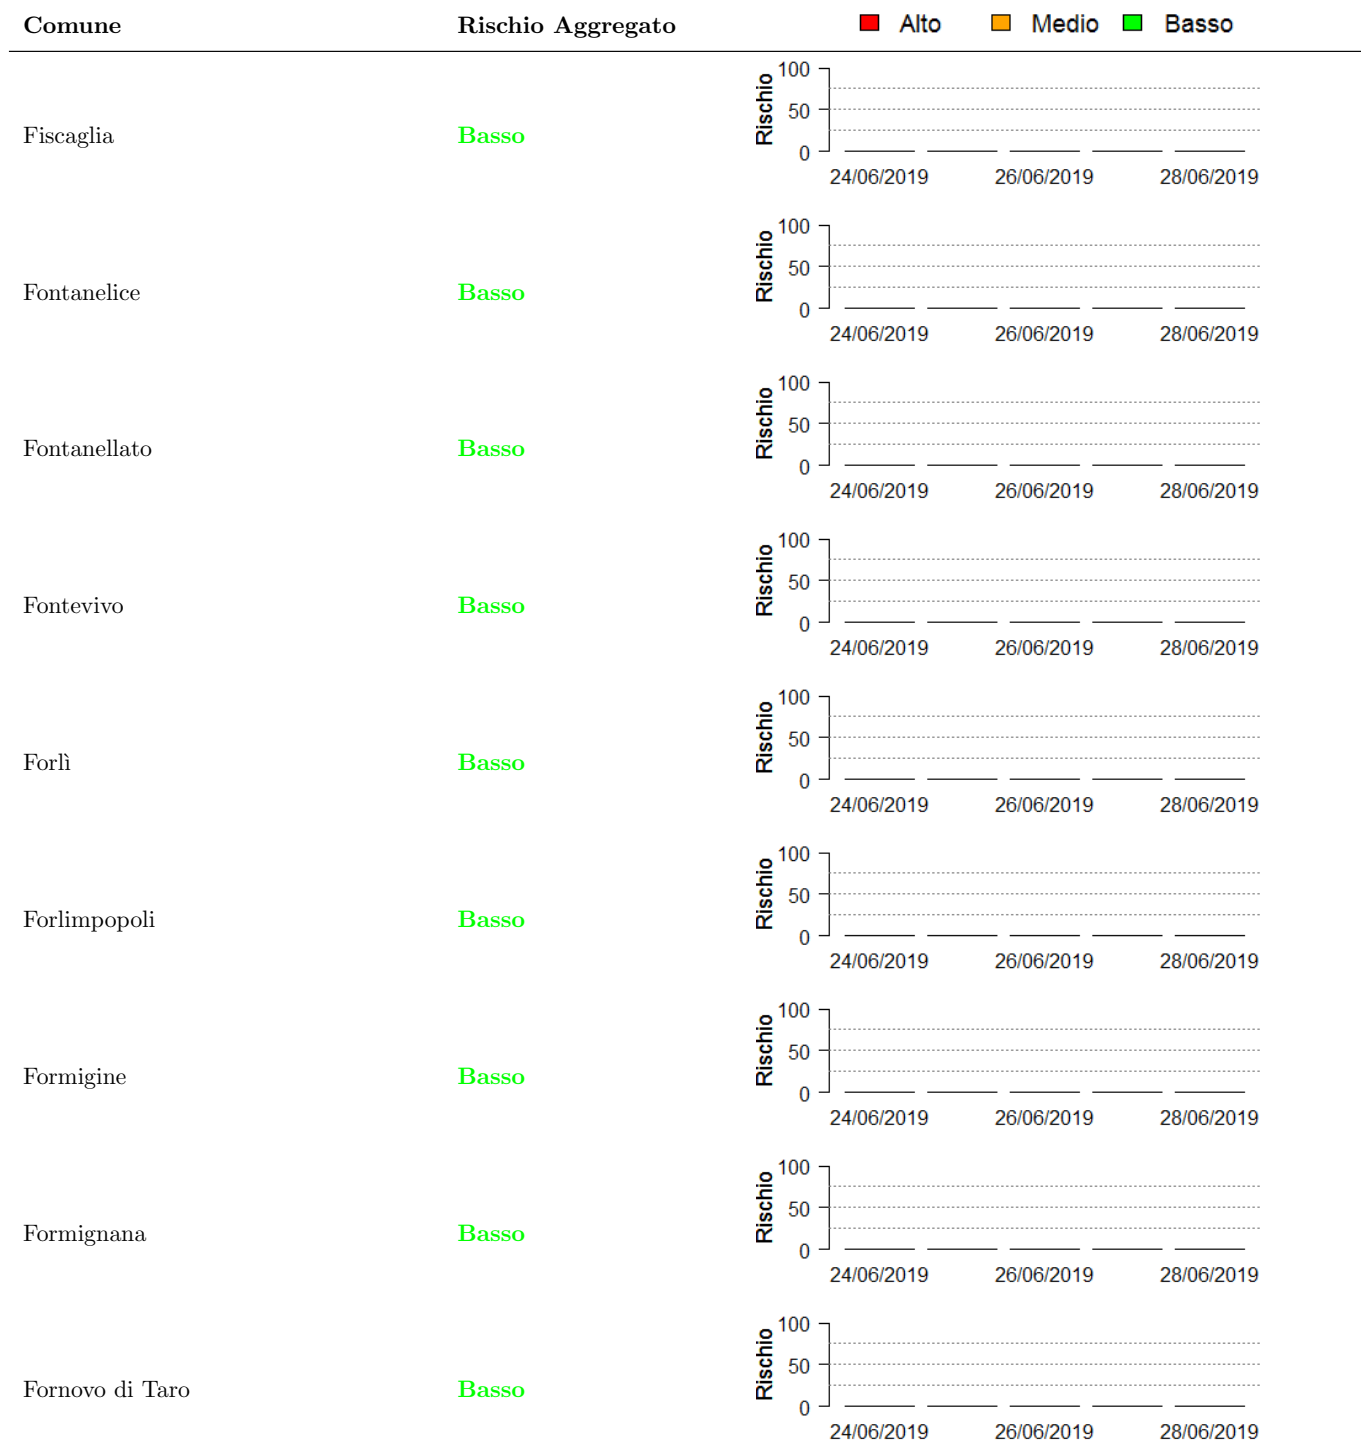 Comune Rischio Aggregato Alto Medio Basso
100
50
0
Rischio
Fiscaglia Basso
24/06/2019 26/06/2019 28/06/2019
100
50
0
Rischio
Fontanelice Basso
24/06/2019 26/06/2019 28/06/2019
100
50
0
Rischio
Fontanellato Basso
24/06/2019 26/06/2019 28/06/2019
100
50
0
Rischio
Fontevivo Basso
24/06/2019 26/06/2019 28/06/2019
100
50
0
Rischio
Forlì Basso
24/06/2019 26/06/2019 28/06/2019
100
50
0
Rischio
Forlimpopoli Basso
24/06/2019 26/06/2019 28/06/2019
100
50
0
Rischio
Formigine Basso
24/06/2019 26/06/2019 28/06/2019
100
50
0
Rischio
Formignana Basso
24/06/2019 26/06/2019 28/06/2019
100
50
0
Rischio
Fornovo di Taro Basso
24/06/2019 26/06/2019 28/06/2019